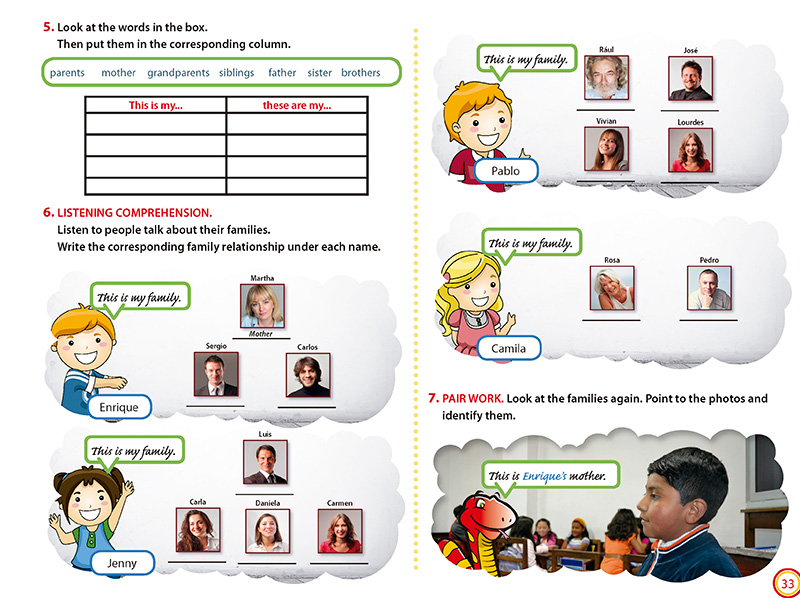 5. Look at the words in the box.
Then put them in the corresponding column.
parents mother grandparents siblings father sister brothers
This is my... these are my...
6. LISTENING COMPREHENSION.
Listen to people talk about their families.
Write the corresponding family relationship under each name.
This is my family.
Martha
Mother
Sergio Carlos
Enrique
This is my family.
Luis
Carla Daniela Carmen
Jenny
This is my family.
Rául José
Vivian Lourdes
Pablo
This is my family.
Rosa Pedro
Camila
7. PAIR WORK. Look at the families again. Point to the photos and
identify them.
This is Enrique's mother.
33